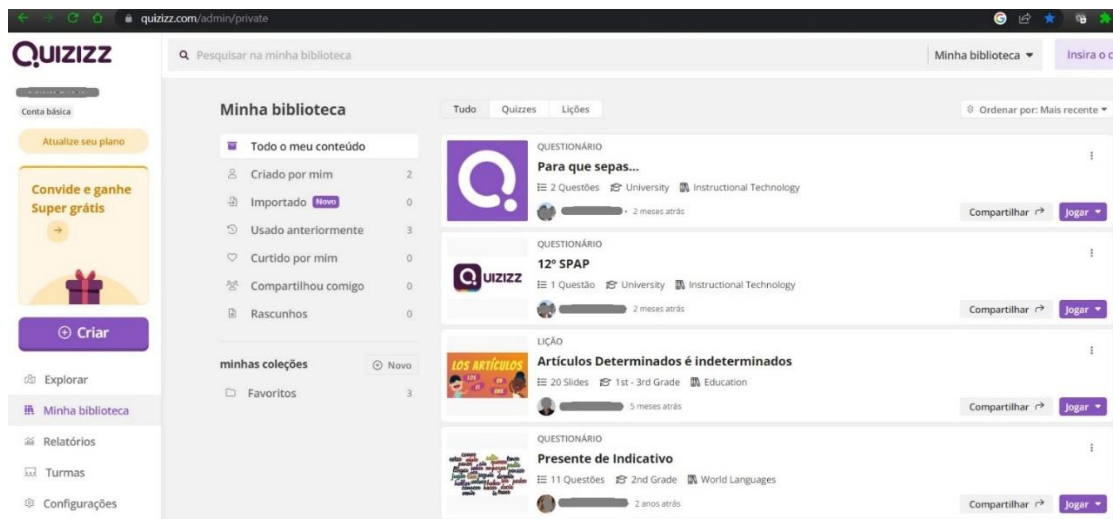 quizizz.com/admin/private
QUIZIZZ
Pesquisar na minha biblioteca
Minha biblioteca
Insira o c
Conta básica
Atualize seu plano
Convide e ganhe
Super grátis
Criar
Explorar
Minha biblioteca
Relatórios
Turmas
Configurações
Minha biblioteca
Todo o meu conteúdo
Criado por mim 2
Importado Novo 0
Usado anteriormente 3
Curtido por mim 0
Compartilhou comigo 0
Rascunhos 0
minhas coleções Novo
Favoritos 3
Tudo Quizzes Lições
Ordenar por: Mais recente
QUESTIONÁRIO
Para que sepas...
2 Questões University Instructional Technology
2 meses atrás
Compartilhar Jogar
QUIZIZZ
QUESTIONÁRIO
12º SPAP
1 Questão University Instructional Technology
2 meses atrás
Compartilhar Jogar
LOS ARTÍCULOS
LIÇÃO
Artículos Determinados é indeterminados
20 Slides 1st - 3rd Grade Education
5 meses atrás
Compartilhar Jogar
QUESTIONÁRIO
Presente de Indicativo
11 Questões 2nd Grade World Languages
2 anos atrás
Compartilhar Jogar